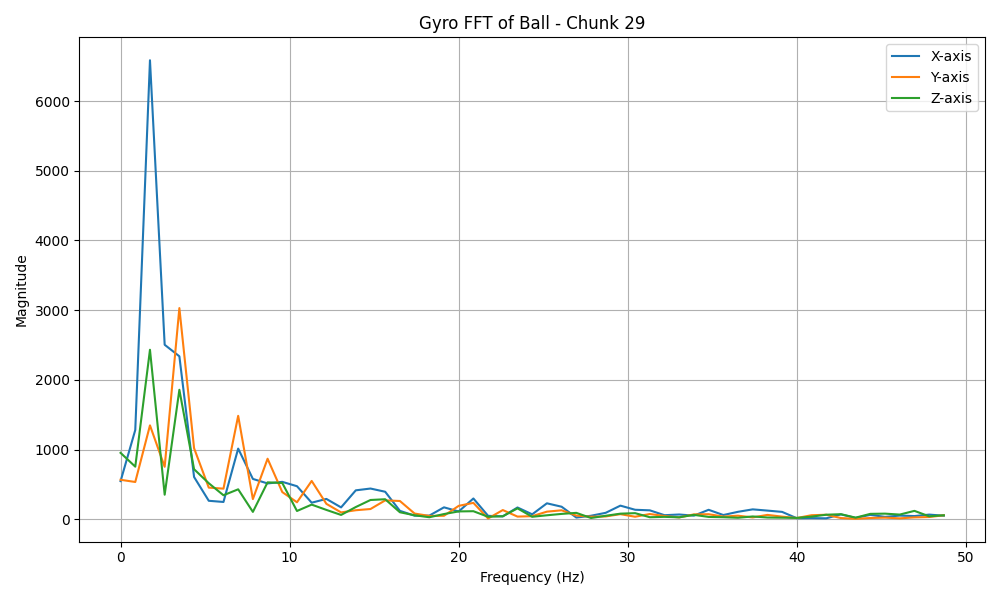 Gyro FFT of Ball - Chunk 29
X-axis
Y-axis
Z-axis
Magnitude
6000
5000
4000
3000
2000
1000
0
0 10 20 30 40 50
Frequency (Hz)